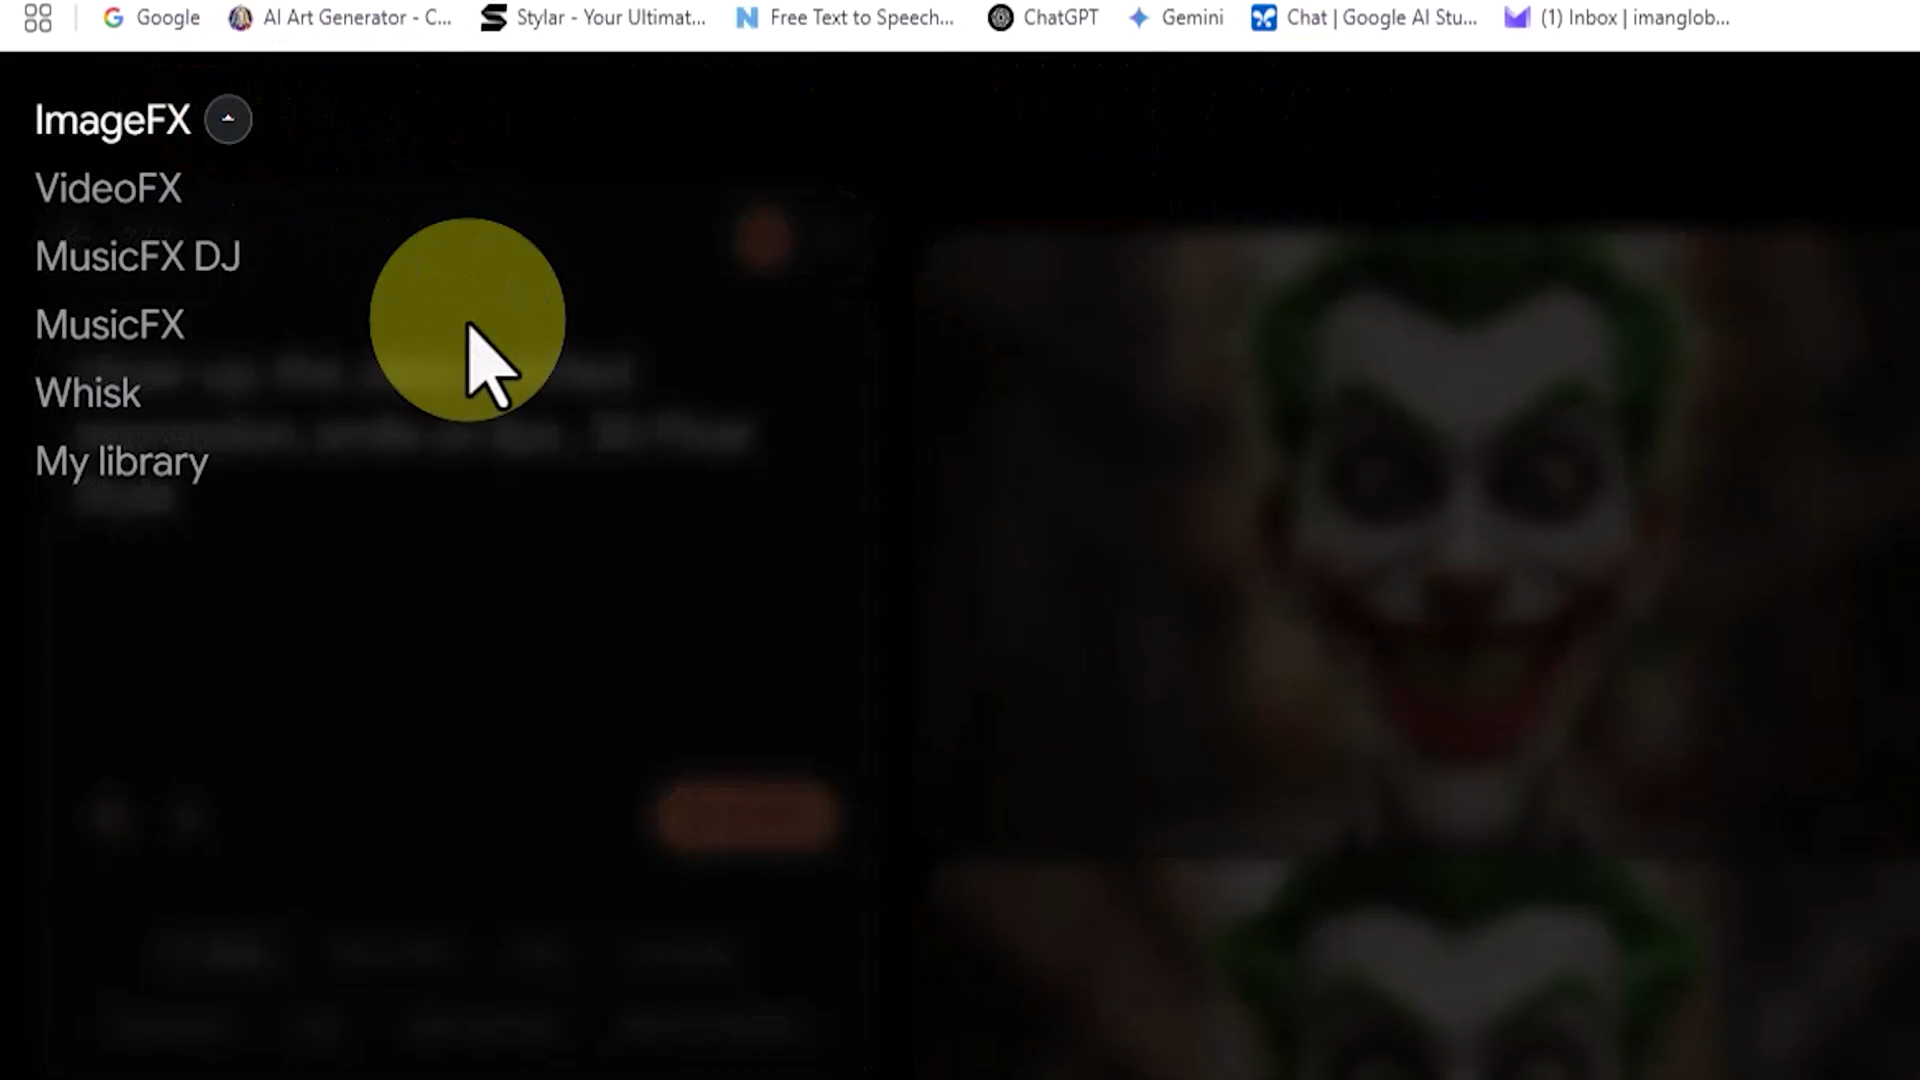 Google AI Art Generator - C... Stylar - Your Ultimat... Free Text to Speech... ChatGPT Gemini Chat | Google AI Stu... (1) Inbox | imanglob...
ImageFX
VideoFX
MusicFX DJ
MusicFX
Whisk
My library